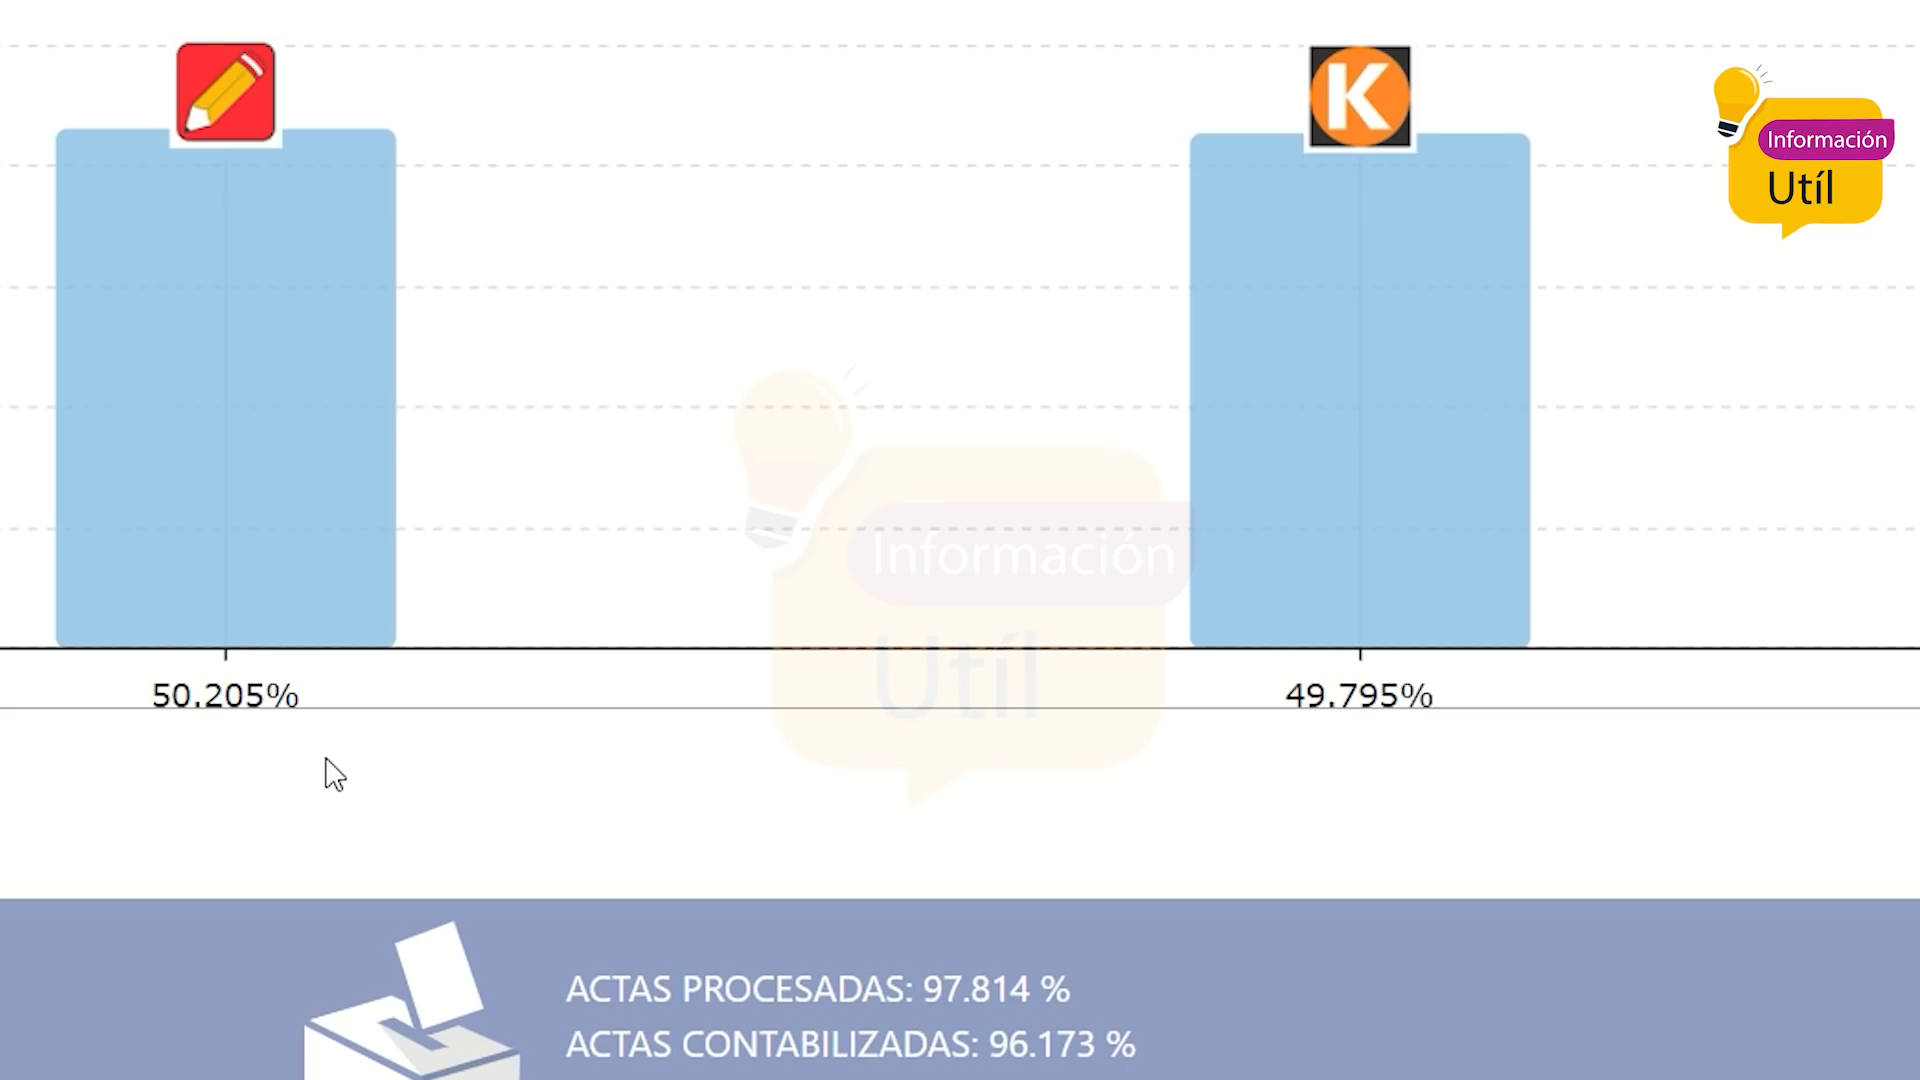 K
Información
Utíl
Información
Utíl
50.205%
49.795%
ACTAS PROCESADAS: 97.814 %
ACTAS CONTABILIZADAS: 96.173 %